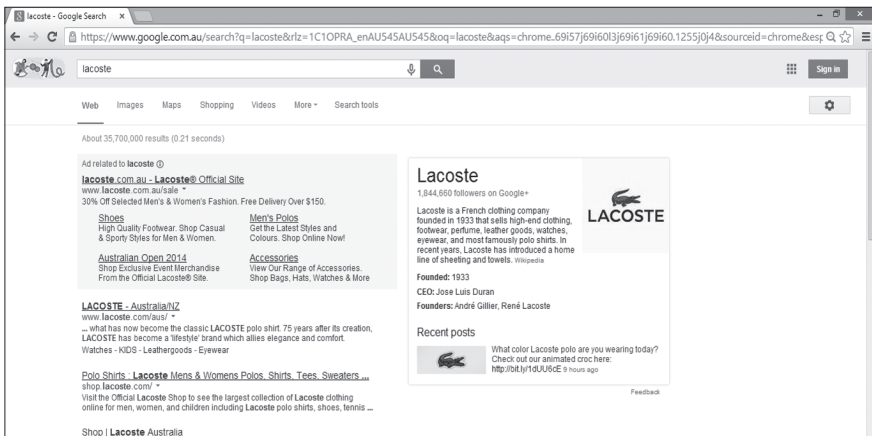 lacoste - Google Search
https://www.google.com.au/search?q=lacoste&rlz=1C1OPRA_enAU545AU545&oq=lacoste&aqs=chrome..69i57j69i60l3j69i61j69i60.1255j0j4&sourceid=chrome&esp
lacoste
Sign in
Web Images Maps Shopping Videos More Search tools
About 35,700,000 results (0.21 seconds)
Ad related to lacoste
lacoste.com.au - Lacoste® Official Site
www.lacoste.com.au/sale
30% Off Selected Men's & Women's Fashion. Free Delivery Over $150.
Shoes
High Quality Footwear. Shop Casual
& Sporty Styles for Men & Women.
Men's Polos
Get the Latest Styles and
Colours. Shop Online Now!
Australian Open 2014
Shop Exclusive Event Merchandise
From the Official Lacoste® Site.
Accessories
View Our Range of Accessories.
Shop Bags, Hats, Watches & More
LACOSTE - Australia/NZ
www.lacoste.com/aus/
... what has now become the classic LACOSTE polo shirt. 75 years after its creation,
LACOSTE has become a 'lifestyle' brand which allies elegance and comfort.
Watches - KIDS - Leathergoods - Eyewear
Polo Shirts : Lacoste Mens & Womens Polos, Shirts, Tees, Sweaters ...
shop.lacoste.com/
Visit the Official Lacoste Shop to see the largest collection of Lacoste clothing
online for men, women, and children including Lacoste polo shirts, shoes, tennis ...
Shop | Lacoste Australia
Lacoste
1,844,660 followers on Google+
LACOSTE
Lacoste is a French clothing company
founded in 1933 that sells high-end clothing,
footwear, perfume, leather goods, watches,
eyewear, and most famously polo shirts. In
recent years, Lacoste has introduced a home
line of sheeting and towels. Wikipedia
Founded: 1933
CEO: Jose Luis Duran
Founders: André Gillier, René Lacoste
Recent posts
What color Lacoste polo are you wearing today?
Check out our animated croc here:
http://bit.ly/1dUU6cE 9 hours ago
Feedback